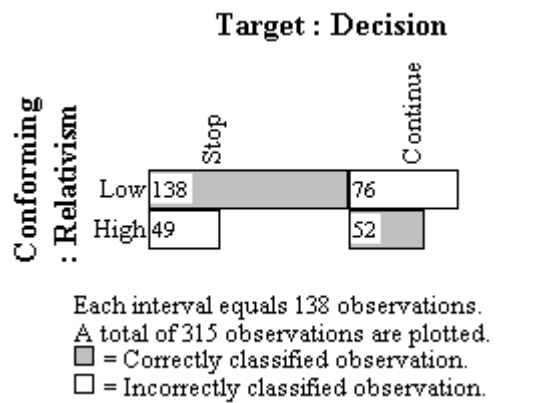 Target : Decision
Conforming
: Relativism
Stop
Continue
Low 138 76
High 49 52
Each interval equals 138 observations.
A total of 315 observations are plotted.
= Correctly classified observation.
= Incorrectly classified observation.